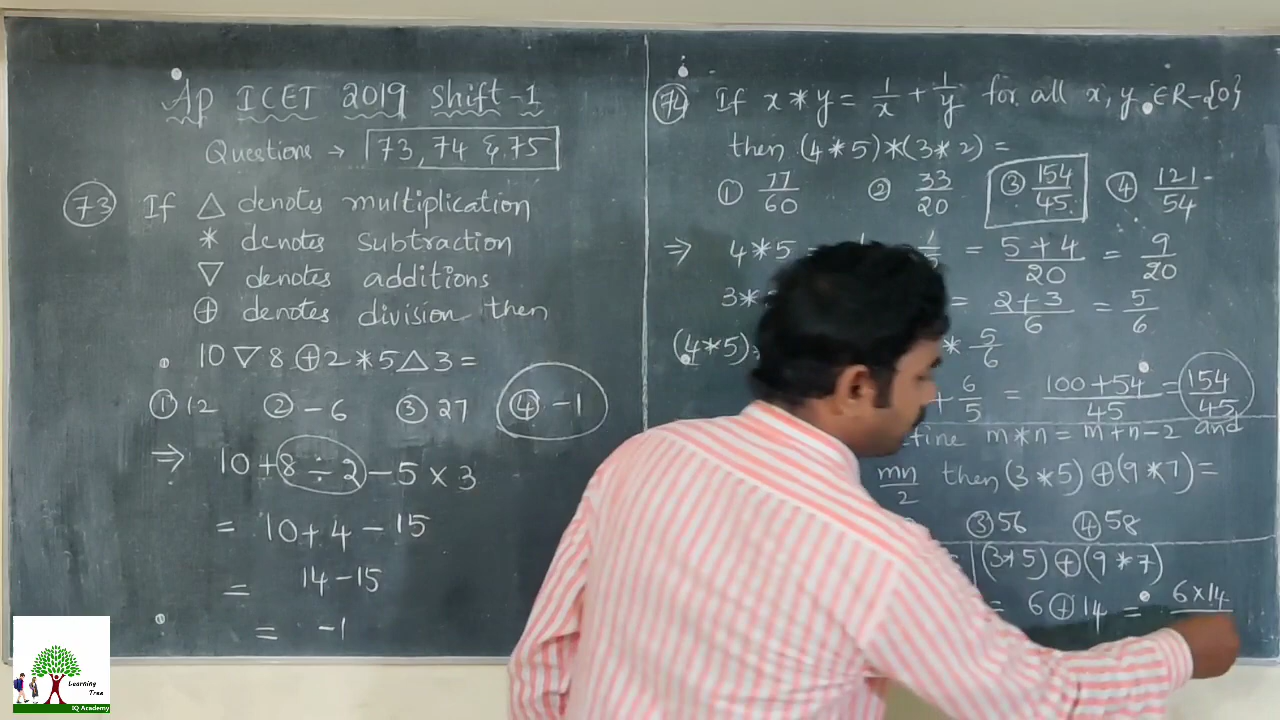 Ap ICET 2019 Shift-1
Questions → 73, 74 & 75
73 If △ denotes multiplication
* denotes subtraction
▽ denotes additions
⊕ denotes division then
10 ▽ 8 ⊕ 2 * 5 △ 3 =
① 12 ② -6 ③ 27 ④ -1
⇒ 10 + 8 ÷ 2 - 5 × 3
= 10 + 4 - 15
= 14 - 15
= -1
74 If x * y = 1/x + 1/y for all x, y ∈ R-{0}
then (4 * 5) * (3 * 2) =
① 77/60 ② 33/20 ③ 154/45 ④ 121/54
⇒ 4 * 5 = = (5 + 4)/20 = 9/20
3 * = (2 + 3)/6 = 5/6
(4 * 5) * 5/6
+ 6/5 = (100 + 54)/45 = 154/45
fine m * n = m + n - 2 and
mn/2 then (3 * 5) ⊕ (9 * 7) =
③ 56 ④ 58
= (3 * 5) ⊕ (9 * 7)
= 6 ⊕ 14 = 6 × 14
Learning
Tree
IQ Academy